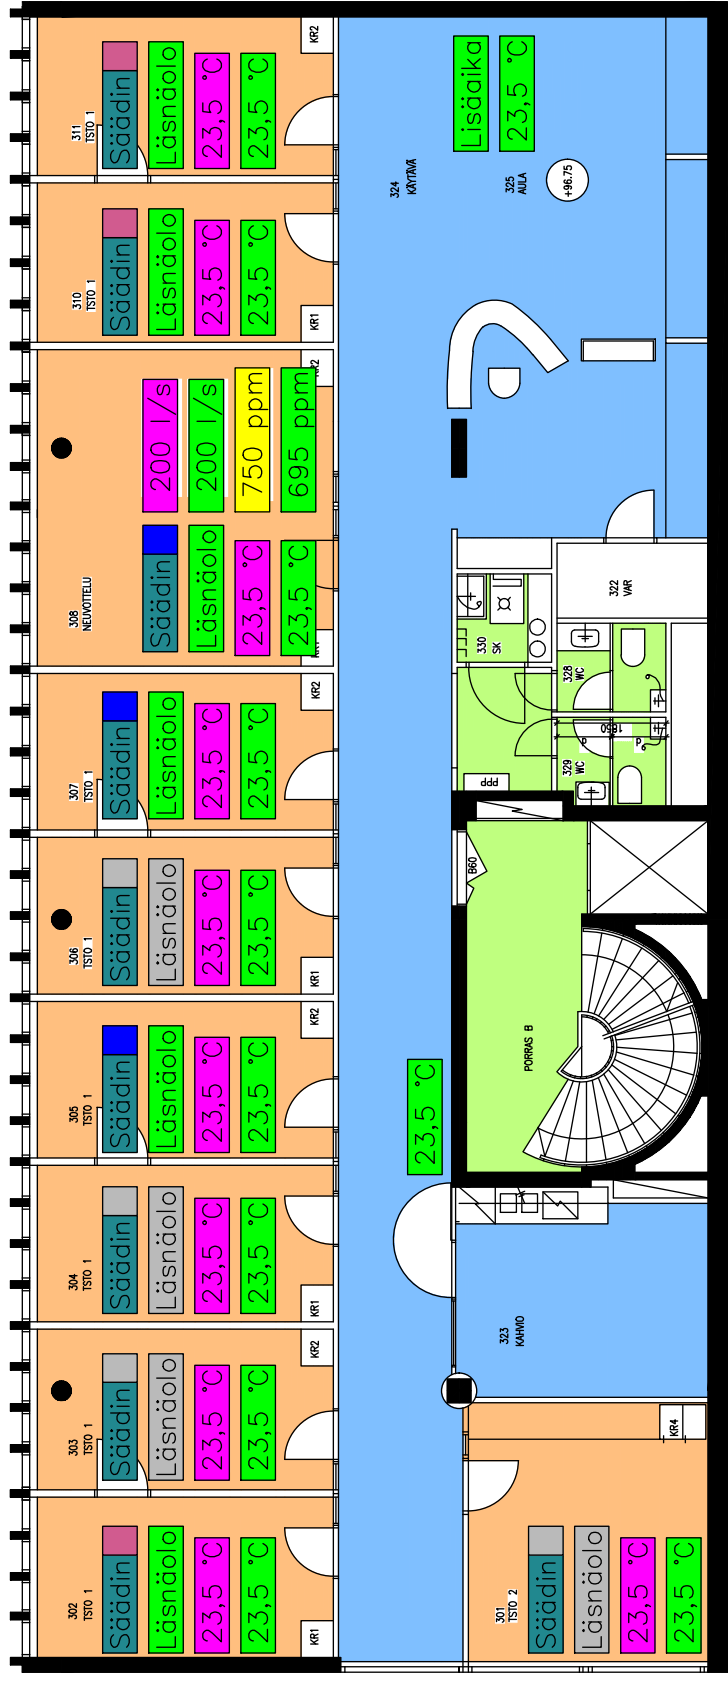 KR2
311
TSTO 1
Säädin
Läsnäolo
23,5 °C
23,5 °C
310
TSTO 1
Säädin
Läsnäolo
23,5 °C
23,5 °C
KR1
308
NEUVOTTELU
200 l/s
200 l/s
750 ppm
695 ppm
Säädin
Läsnäolo
23,5 °C
23,5 °C
KR2
307
TSTO 1
Säädin
Läsnäolo
23,5 °C
23,5 °C
306
TSTO 1
Säädin
Läsnäolo
23,5 °C
23,5 °C
KR1
KR2
305
TSTO 1
Säädin
Läsnäolo
23,5 °C
23,5 °C
304
TSTO 1
Säädin
Läsnäolo
23,5 °C
23,5 °C
KR1
KR2
303
TSTO 1
Säädin
Läsnäolo
23,5 °C
23,5 °C
302
TSTO 1
Säädin
Läsnäolo
23,5 °C
23,5 °C
KR1
324
KÄYTÄVÄ
Lisäaika
23,5 °C
325
AULA
+96.75
322
VAR
330
SK
328
WC
329
WC
PPP
B60
PORRAS B
23,5 °C
323
KAHVIO
KR4
301
TSTO 2
Säädin
Läsnäolo
23,5 °C
23,5 °C